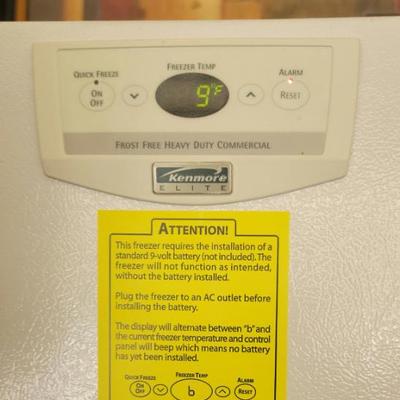 QUICK FREEZE
FREEZER TEMP
ALARM
ON
OFF
9°F
RESET
FROST FREE HEAVY DUTY COMMERCIAL
Kenmore
ELITE
ATTENTION!
This freezer requires the installation of a
standard 9-volt battery (not included). The
freezer will not function as intended,
without the battery installed.
Plug the freezer to an AC outlet before
installing the battery.
The display will alternate between "b" and
the current freezer temperature and control
panel will beep which means no battery
has yet been installed.
QUICK FREEZE
FREEZER TEMP
ALARM
ON
OFF
b
RESET